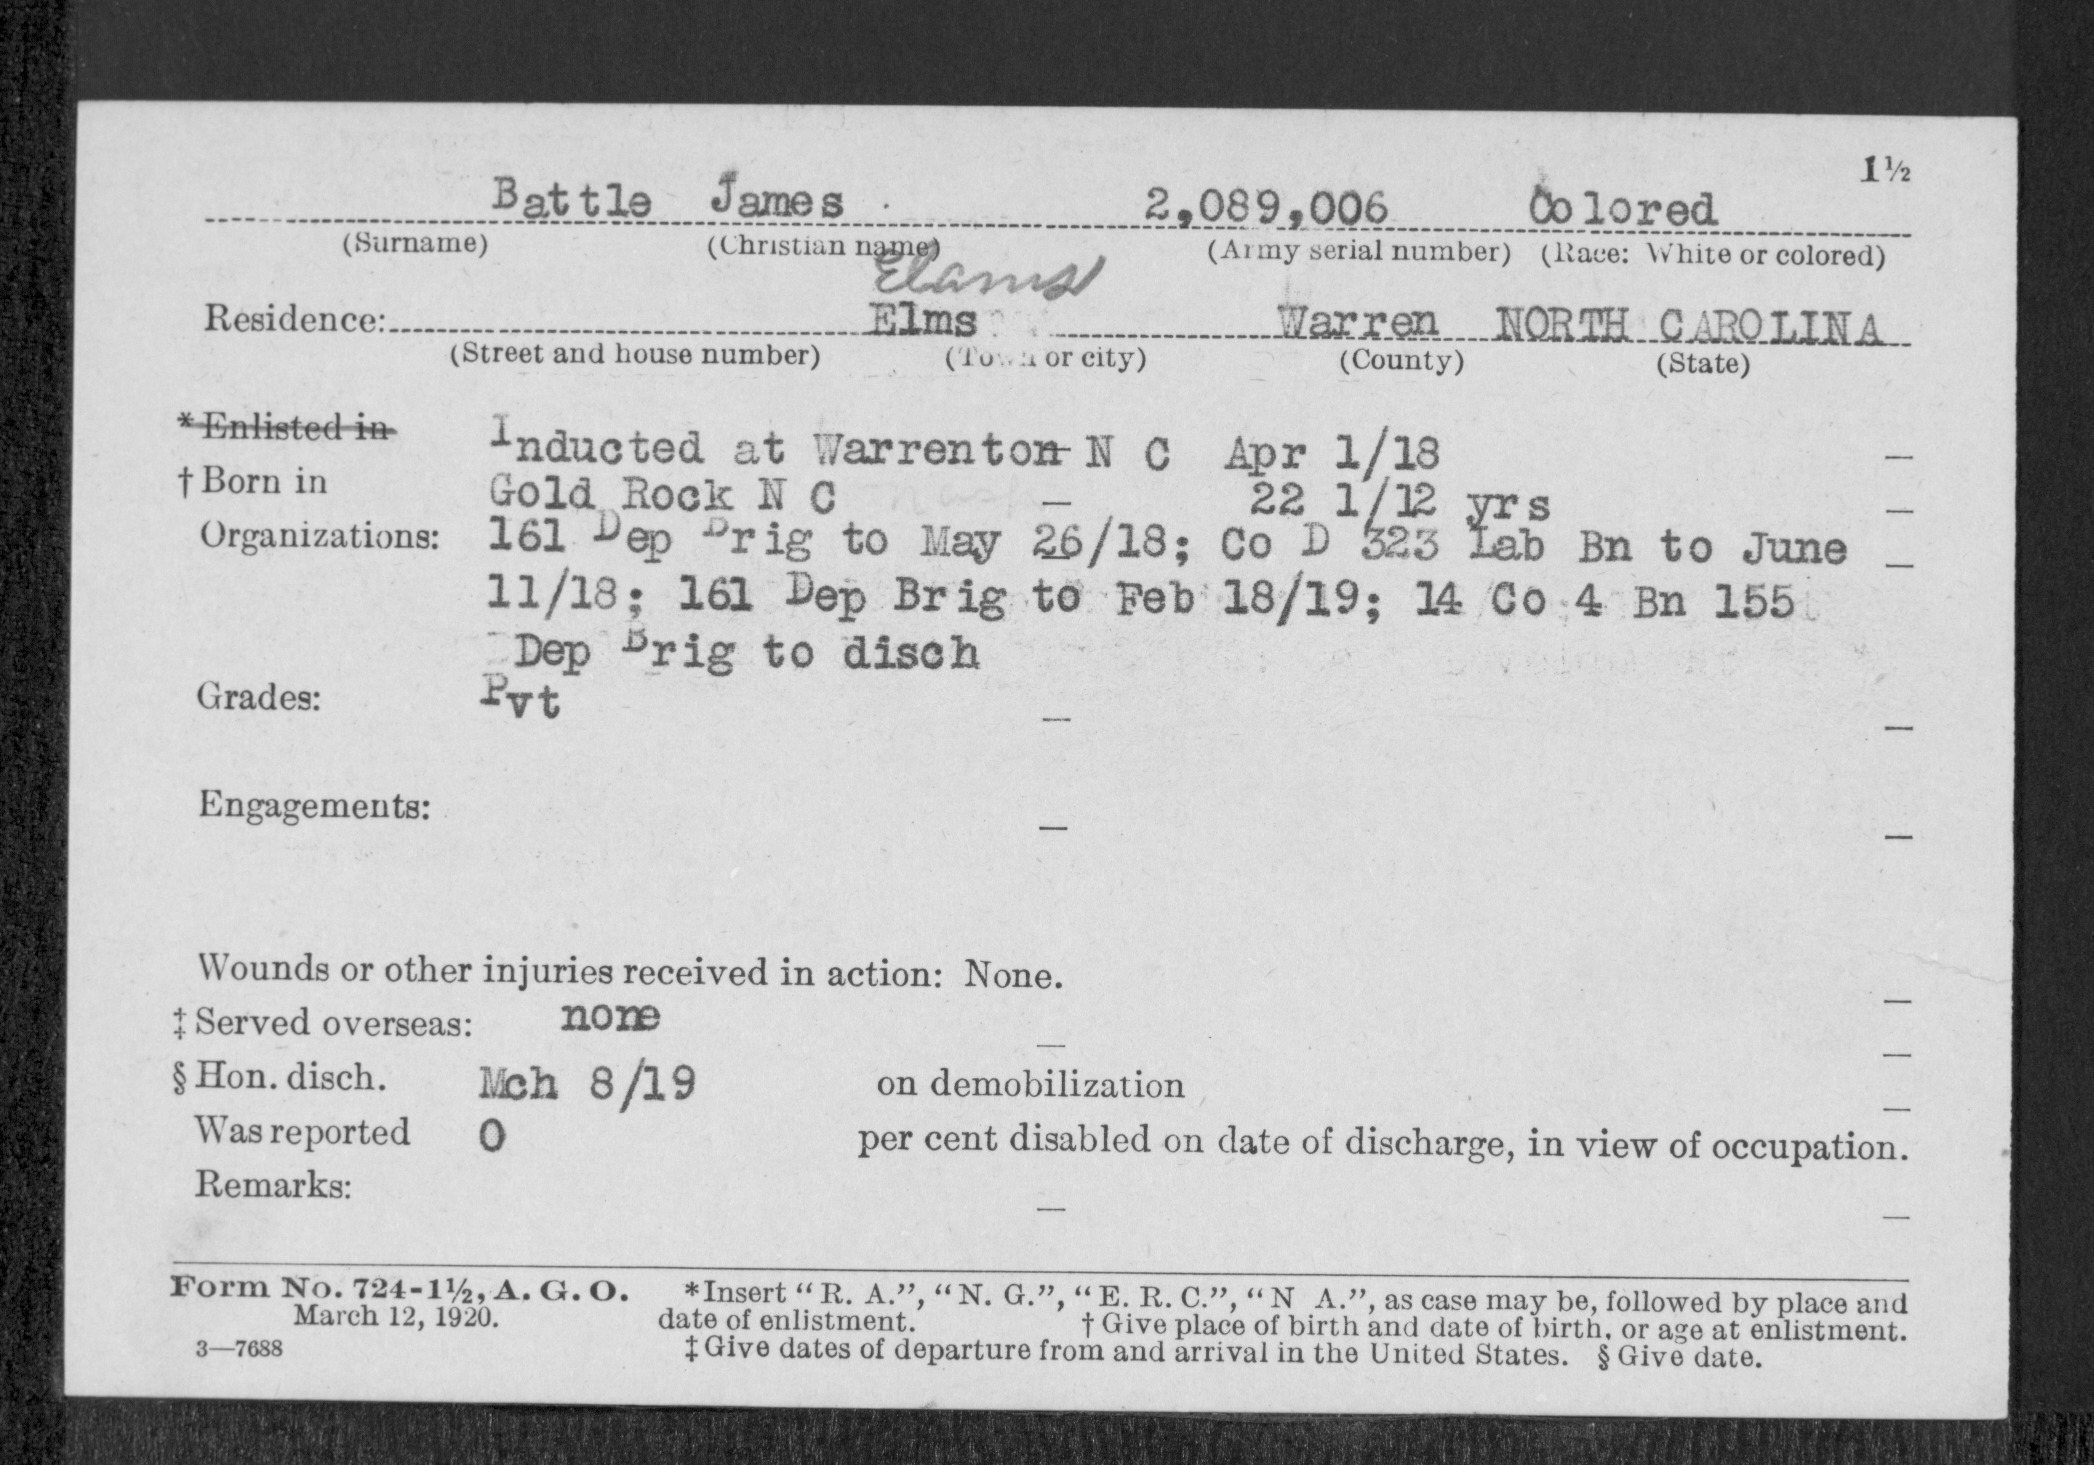 1½
Battle James 2,089,006 Colored
(Surname) (Christian name) (Army serial number) (Race: White or colored)
Elams
Residence: Elms Warren NORTH CAROLINA
(Street and house number) (Town or city) (County) (State)
*Enlisted in Inducted at Warrenton N C Apr 1/18 —
†Born in Gold Rock N C — 22 1/12 yrs —
Organizations: 161 Dep Brig to May 26/18; Co D 323 Lab Bn to June —
11/18; 161 Dep Brig to Feb 18/19; 14 Co 4 Bn 155
Dep Brig to disch
Grades: Pvt — —
Engagements: — —
Wounds or other injuries received in action: None. —
‡Served overseas: none — —
§Hon. disch. Mch 8/19 on demobilization —
Was reported 0 per cent disabled on date of discharge, in view of occupation.
Remarks: — —
Form No. 724-1½, A. G. O. *Insert "R. A.", "N. G.", "E. R. C.", "N A.", as case may be, followed by place and
March 12, 1920. date of enlistment. †Give place of birth and date of birth, or age at enlistment.
3—7688 ‡Give dates of departure from and arrival in the United States. §Give date.